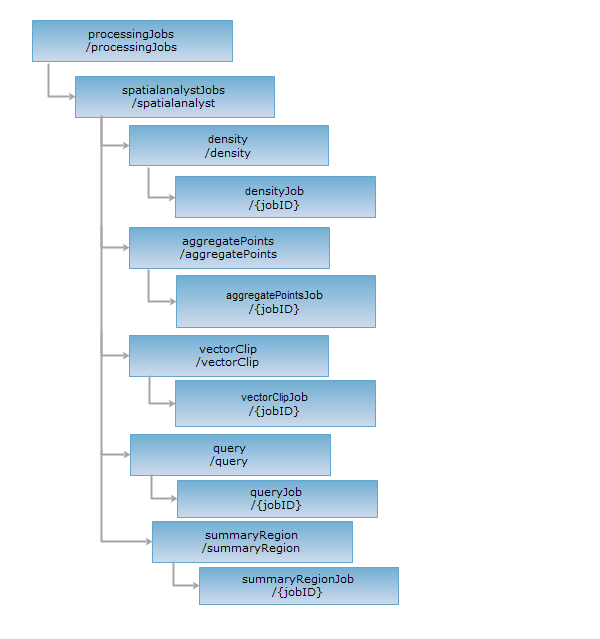 processingJobs
/processingJobs
spatialanalystJobs
/spatialanalyst
density
/density
densityJob
/{jobID}
aggregatePoints
/aggregatePoints
aggregatePointsJob
/{jobID}
vectorClip
/vectorClip
vectorClipJob
/{jobID}
query
/query
queryJob
/{jobID}
summaryRegion
/summaryRegion
summaryRegionJob
/{jobID}